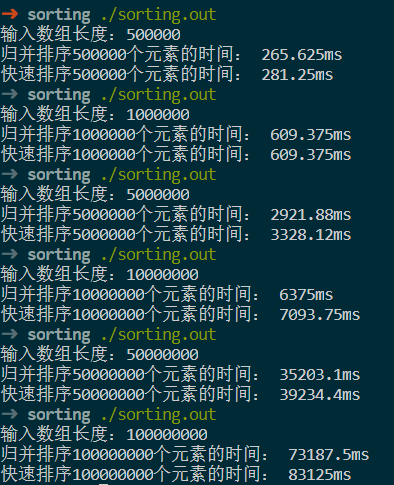 ➜ sorting ./sorting.out
输入数组长度：500000
归并排序500000个元素的时间： 265.625ms
快速排序500000个元素的时间： 281.25ms
➜ sorting ./sorting.out
输入数组长度：1000000
归并排序1000000个元素的时间： 609.375ms
快速排序1000000个元素的时间： 609.375ms
➜ sorting ./sorting.out
输入数组长度：5000000
归并排序5000000个元素的时间： 2921.88ms
快速排序5000000个元素的时间： 3328.12ms
➜ sorting ./sorting.out
输入数组长度：10000000
归并排序10000000个元素的时间： 6375ms
快速排序10000000个元素的时间： 7093.75ms
➜ sorting ./sorting.out
输入数组长度：50000000
归并排序50000000个元素的时间： 35203.1ms
快速排序50000000个元素的时间： 39234.4ms
➜ sorting ./sorting.out
输入数组长度：100000000
归并排序100000000个元素的时间： 73187.5ms
快速排序100000000个元素的时间： 83125ms